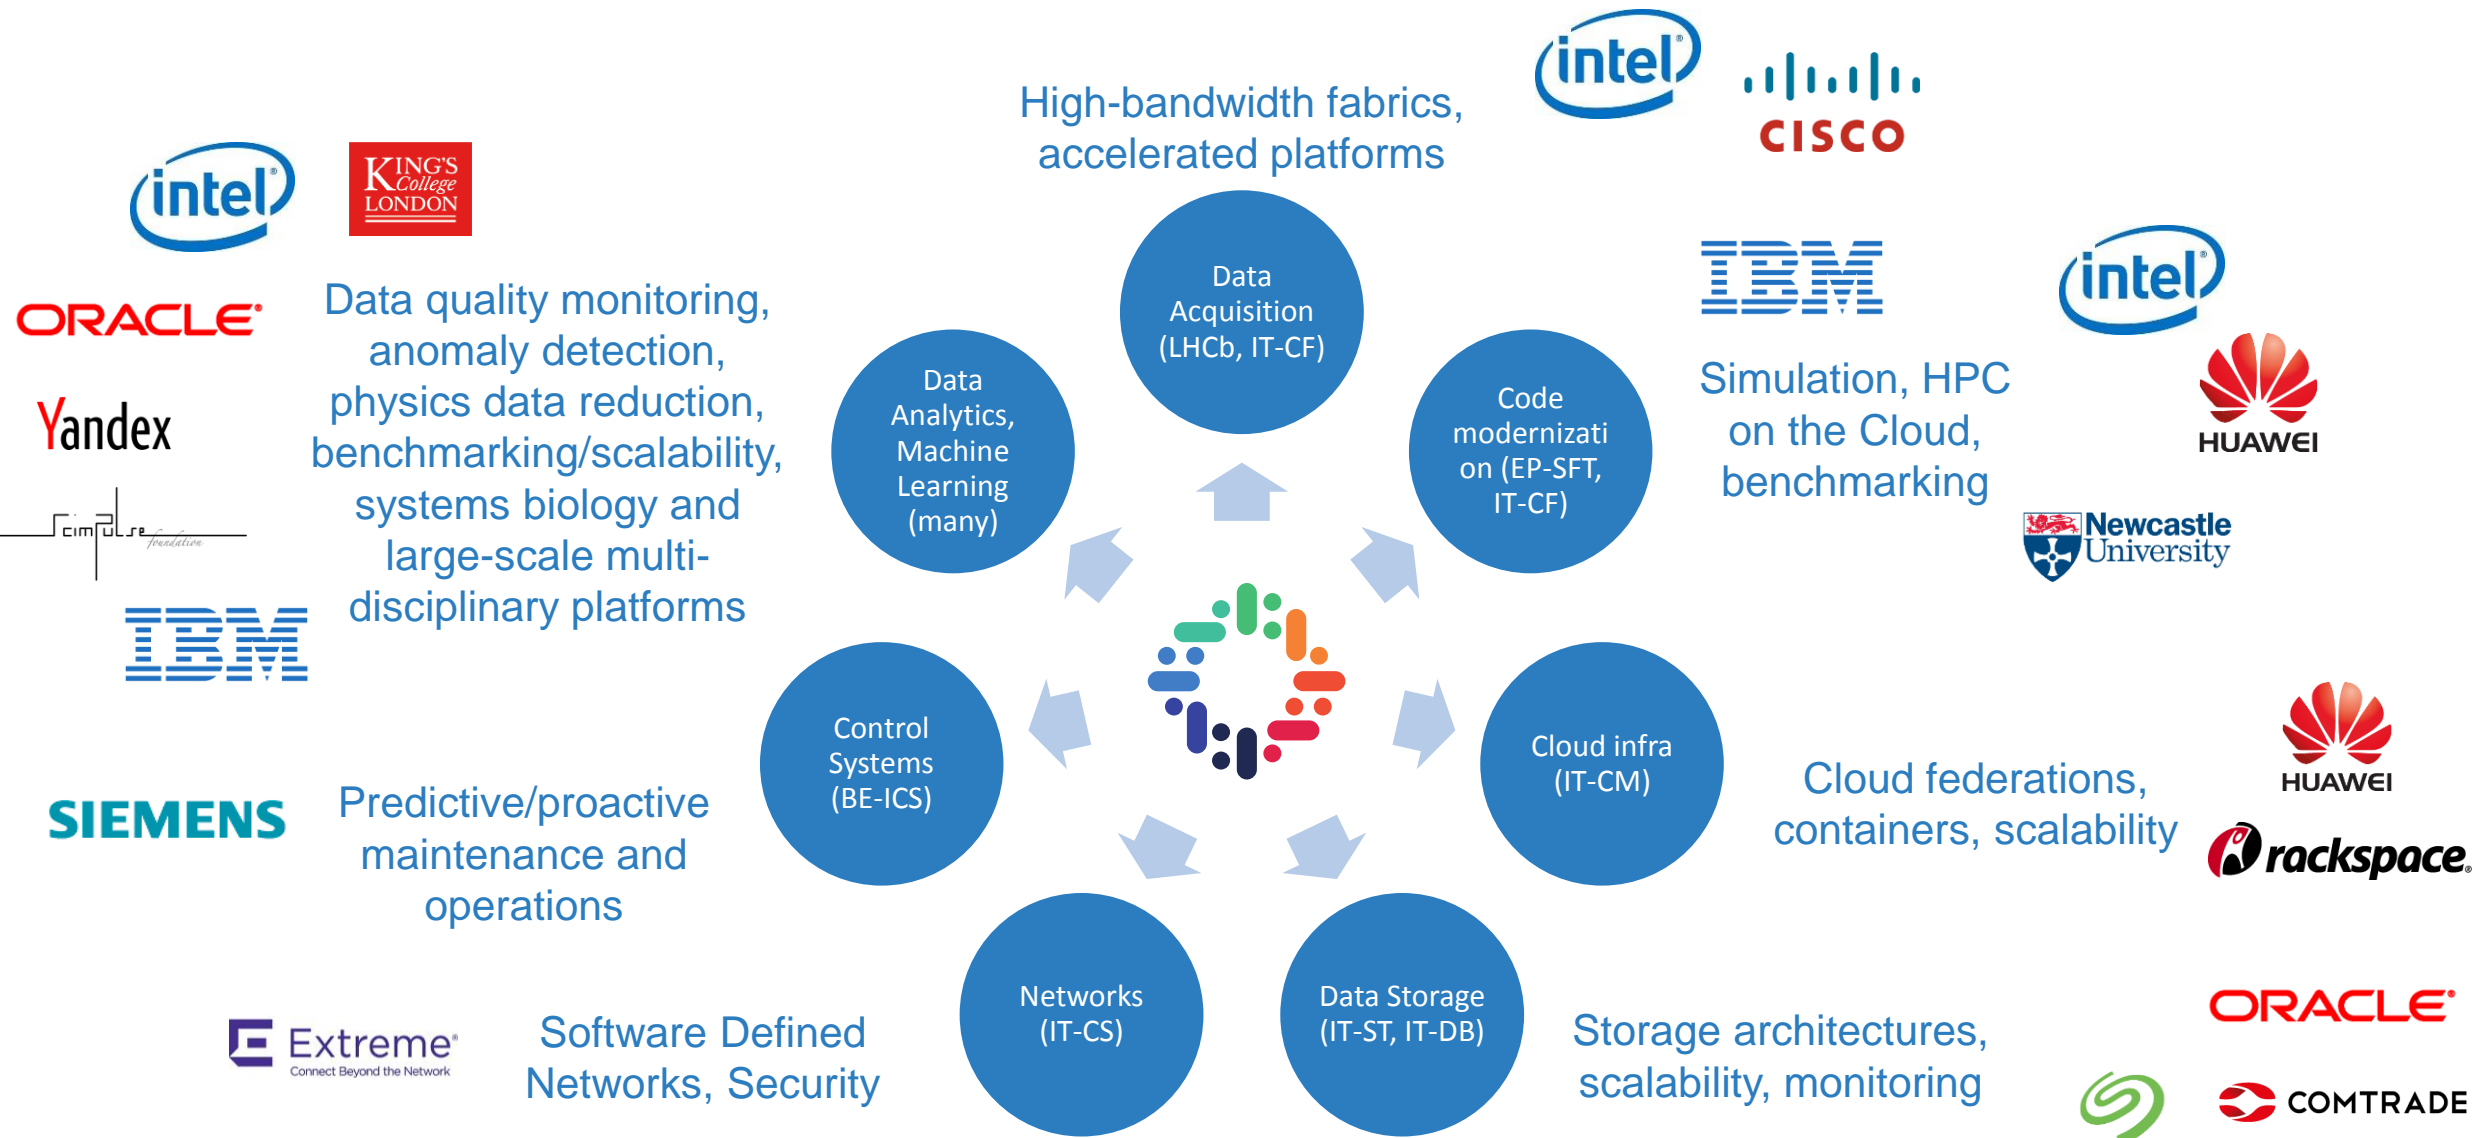 intel®
CISCO
High-bandwidth fabrics,
accelerated platforms
intel®
KING'S
College
LONDON
ORACLE®
Yandex
scimpulse
foundation
IBM
Data quality monitoring,
anomaly detection,
physics data reduction,
benchmarking/scalability,
systems biology and
large-scale multi-
disciplinary platforms
Data
Acquisition
(LHCb, IT-CF)
Data
Analytics,
Machine
Learning
(many)
Code
modernizati
on (EP-SFT,
IT-CF)
IBM
intel®
HUAWEI
Simulation, HPC
on the Cloud,
benchmarking
Newcastle
University
Control
Systems
(BE-ICS)
Cloud infra
(IT-CM)
SIEMENS
Predictive/proactive
maintenance and
operations
Cloud federations,
containers, scalability
HUAWEI
rackspace®
Networks
(IT-CS)
Data Storage
(IT-ST, IT-DB)
Extreme®
Connect Beyond the Network
Software Defined
Networks, Security
Storage architectures,
scalability, monitoring
ORACLE®
COMTRADE